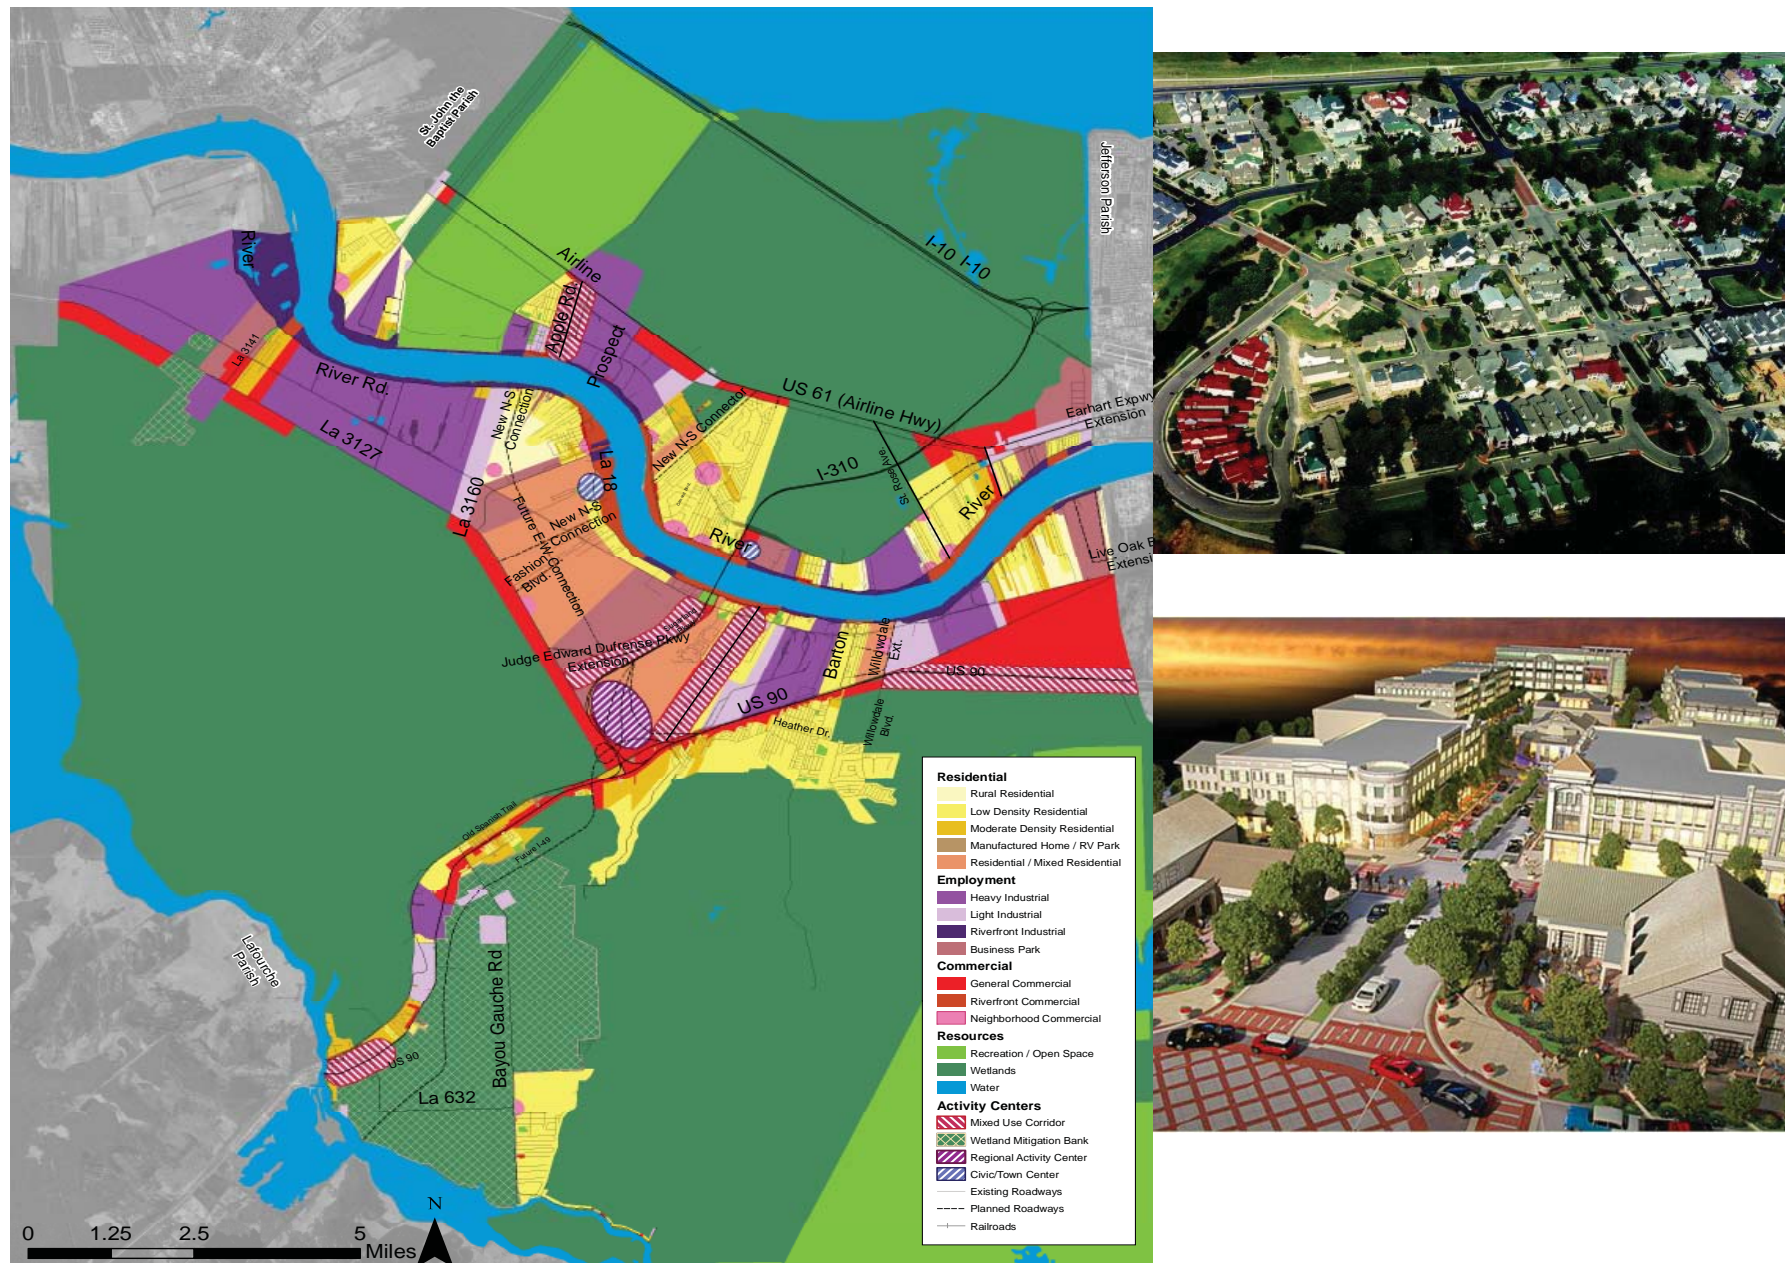 St. John the
Baptist Parish
Jefferson Parish
River
I-10
I-10
Airline
Apple Rd.
Prospect
La 3141
River Rd.
US 61 (Airline Hwy)
Earhart Expwy
Extension
New N-S
Connection
New N-S Connector
La 3127
La 18
I-310
St. Rose Ave.
River
La 3160
Future E-W Connection
New N-S
Connection
Fashion
Blvd.
River
Live Oak B
Extensi
Judge Edward Dufrense Pkwy
Extension
Barton
Willowdale
Ext.
US 90
US 90
Heather Dr.
Willowdale
Blvd.
Old Spanish Trail
Future I-49
Lafourche
Parish
Bayou Gauche Rd
US 90
La 632
Residential
Rural Residential
Low Density Residential
Moderate Density Residential
Manufactured Home / RV Park
Residential / Mixed Residential
Employment
Heavy Industrial
Light Industrial
Riverfront Industrial
Business Park
Commercial
General Commercial
Riverfront Commercial
Neighborhood Commercial
Resources
Recreation / Open Space
Wetlands
Water
Activity Centers
Mixed Use Corridor
Wetland Mitigation Bank
Regional Activity Center
Civic/Town Center
Existing Roadways
Planned Roadways
Railroads
N
0 1.25 2.5 5
Miles